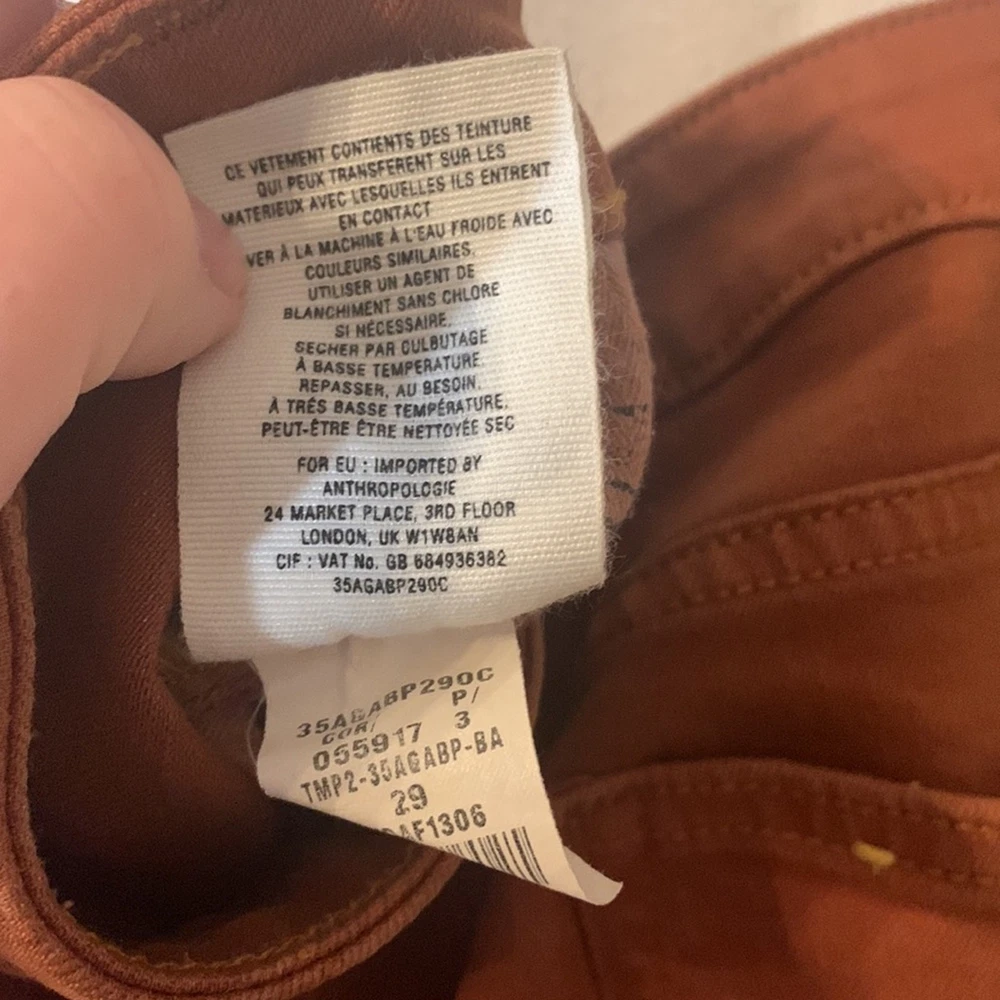 CE VETEMENT CONTIENTS DES TEINTURE
QUI PEUX TRANSFERENT SUR LES
MATERIEUX AVEC LESQUELLES ILS ENTRENT
EN CONTACT
VER À LA MACHINE À L'EAU FROIDE AVEC
COULEURS SIMILAIRES.
UTILISER UN AGENT DE
BLANCHIMENT SANS CHLORE
SI NÉCESSAIRE.
SECHER PAR CULBUTAGE
À BASSE TEMPERATURE.
REPASSER, AU BESOIN.
À TRÉS BASSE TEMPÉRATURE.
PEUT-ÊTRE ÊTRE NETTOYÉE SEC
FOR EU : IMPORTED BY
ANTHROPOLOGIE
24 MARKET PLACE, 3RD FLOOR
LONDON, UK W1W8AN
CIF : VAT No. GB 684936382
35AGABP290C
35AGABP290C
COR/ P/
055917 3
TMP2-35AGABP-BA
29
AF1306